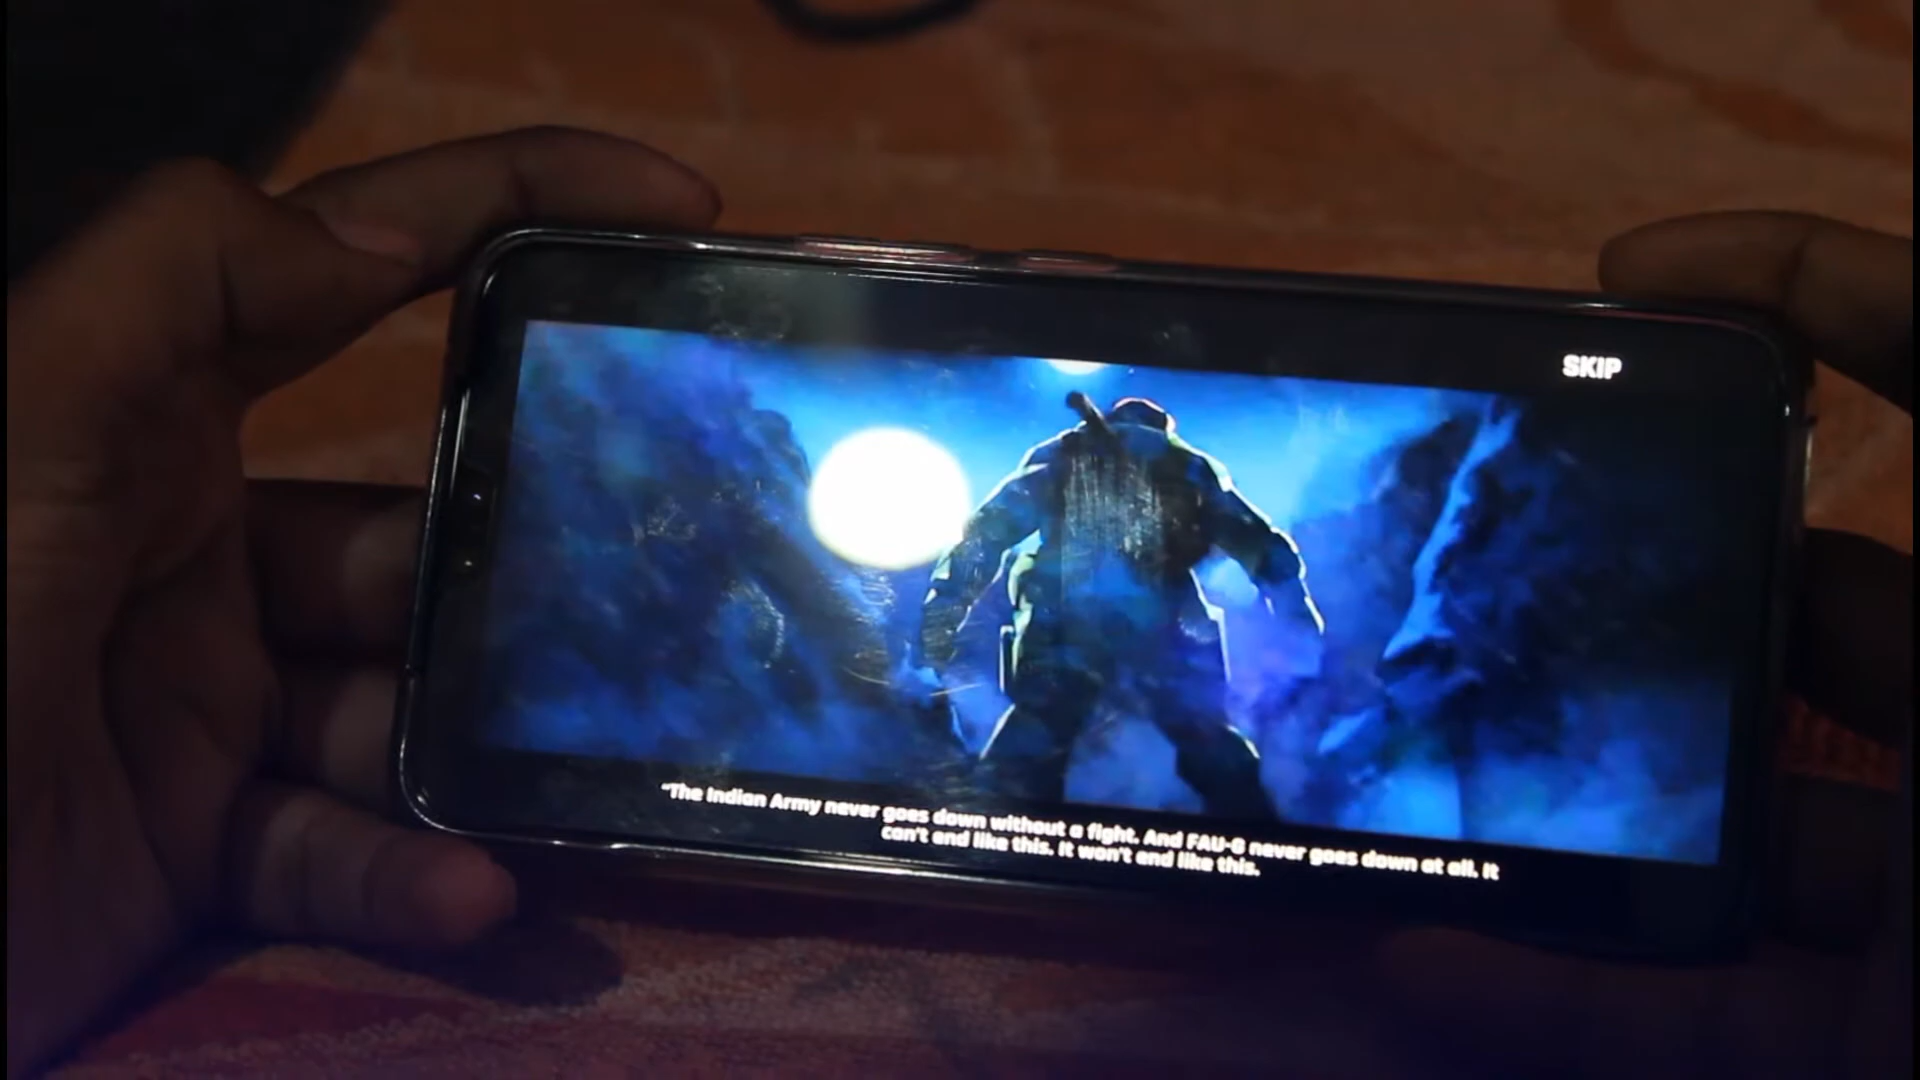 SKIP
"The Indian Army never goes down without a fight. And FAU-G never goes down at all. It
can't end like this. It won't end like this.